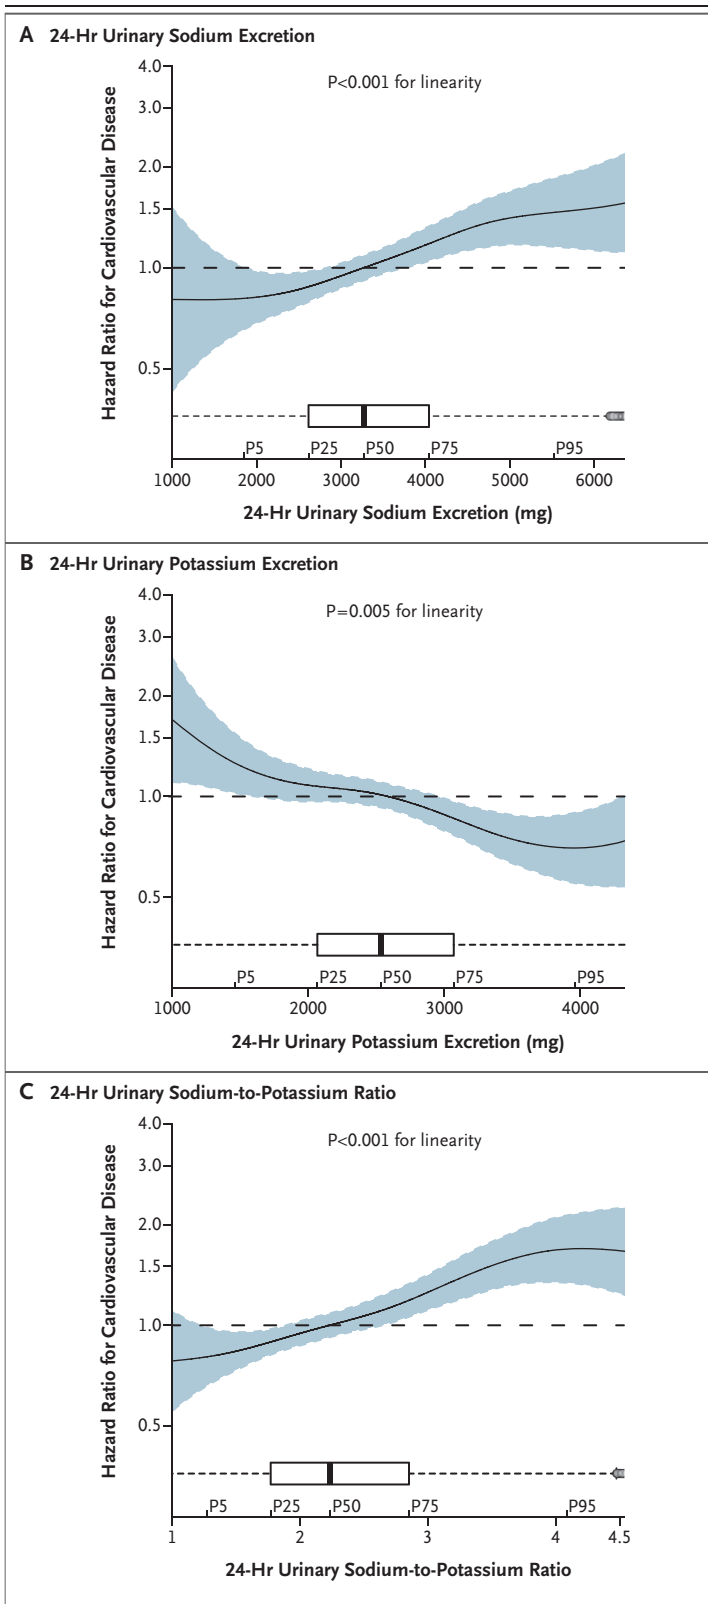 A 24-Hr Urinary Sodium Excretion
P<0.001 for linearity
Hazard Ratio for Cardiovascular Disease
4.0
3.0
2.0
1.5
1.0
0.5
P5 P25 P50 P75 P95
1000 2000 3000 4000 5000 6000
24-Hr Urinary Sodium Excretion (mg)
B 24-Hr Urinary Potassium Excretion
P=0.005 for linearity
Hazard Ratio for Cardiovascular Disease
4.0
3.0
2.0
1.5
1.0
0.5
P5 P25 P50 P75 P95
1000 2000 3000 4000
24-Hr Urinary Potassium Excretion (mg)
C 24-Hr Urinary Sodium-to-Potassium Ratio
P<0.001 for linearity
Hazard Ratio for Cardiovascular Disease
4.0
3.0
2.0
1.5
1.0
0.5
P5 P25 P50 P75 P95
1 2 3 4 4.5
24-Hr Urinary Sodium-to-Potassium Ratio